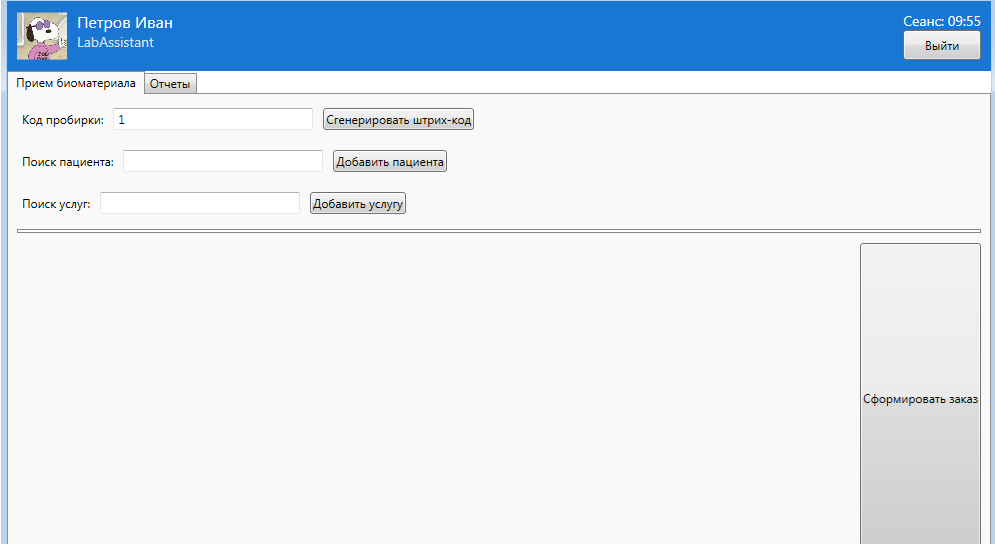 Петров Иван
LabAssistant
Сеанс: 09:55
Выйти
Прием биоматериала
Отчеты
Код пробирки: 1 Сгенерировать штрих-код
Поиск пациента: Добавить пациента
Поиск услуг: Добавить услугу
Сформировать заказ